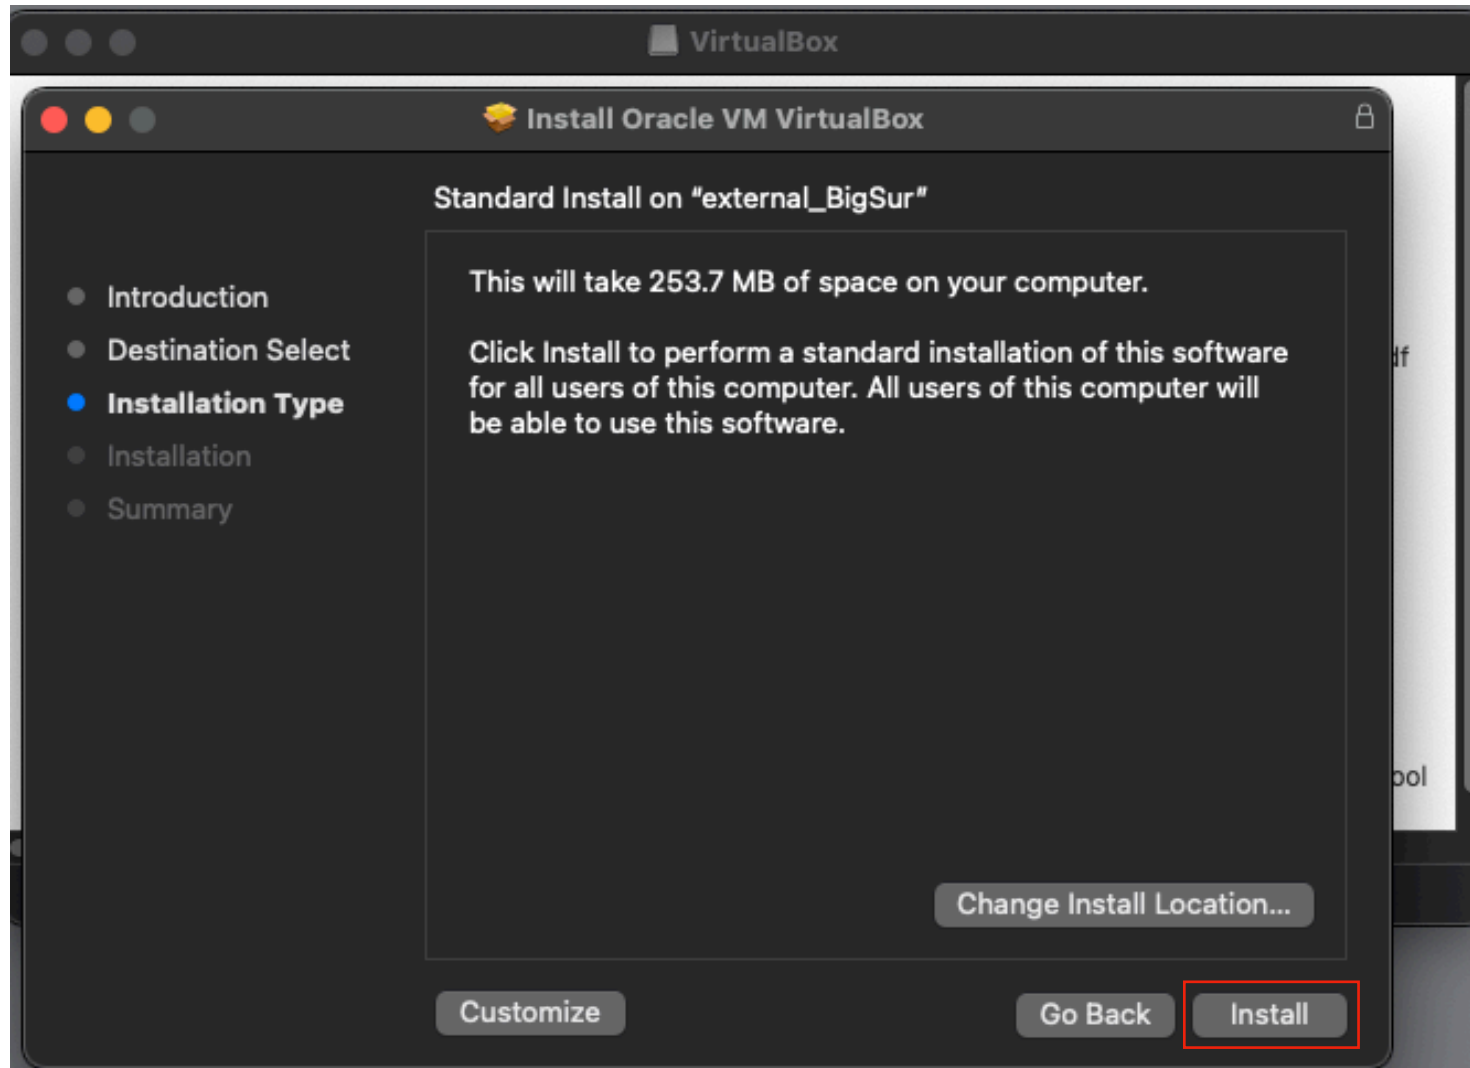 VirtualBox
Install Oracle VM VirtualBox
Standard Install on “external_BigSur”
Introduction
Destination Select
Installation Type
Installation
Summary
This will take 253.7 MB of space on your computer.
Click Install to perform a standard installation of this software
for all users of this computer. All users of this computer will
be able to use this software.
df
ool
Change Install Location...
Customize
Go Back
Install